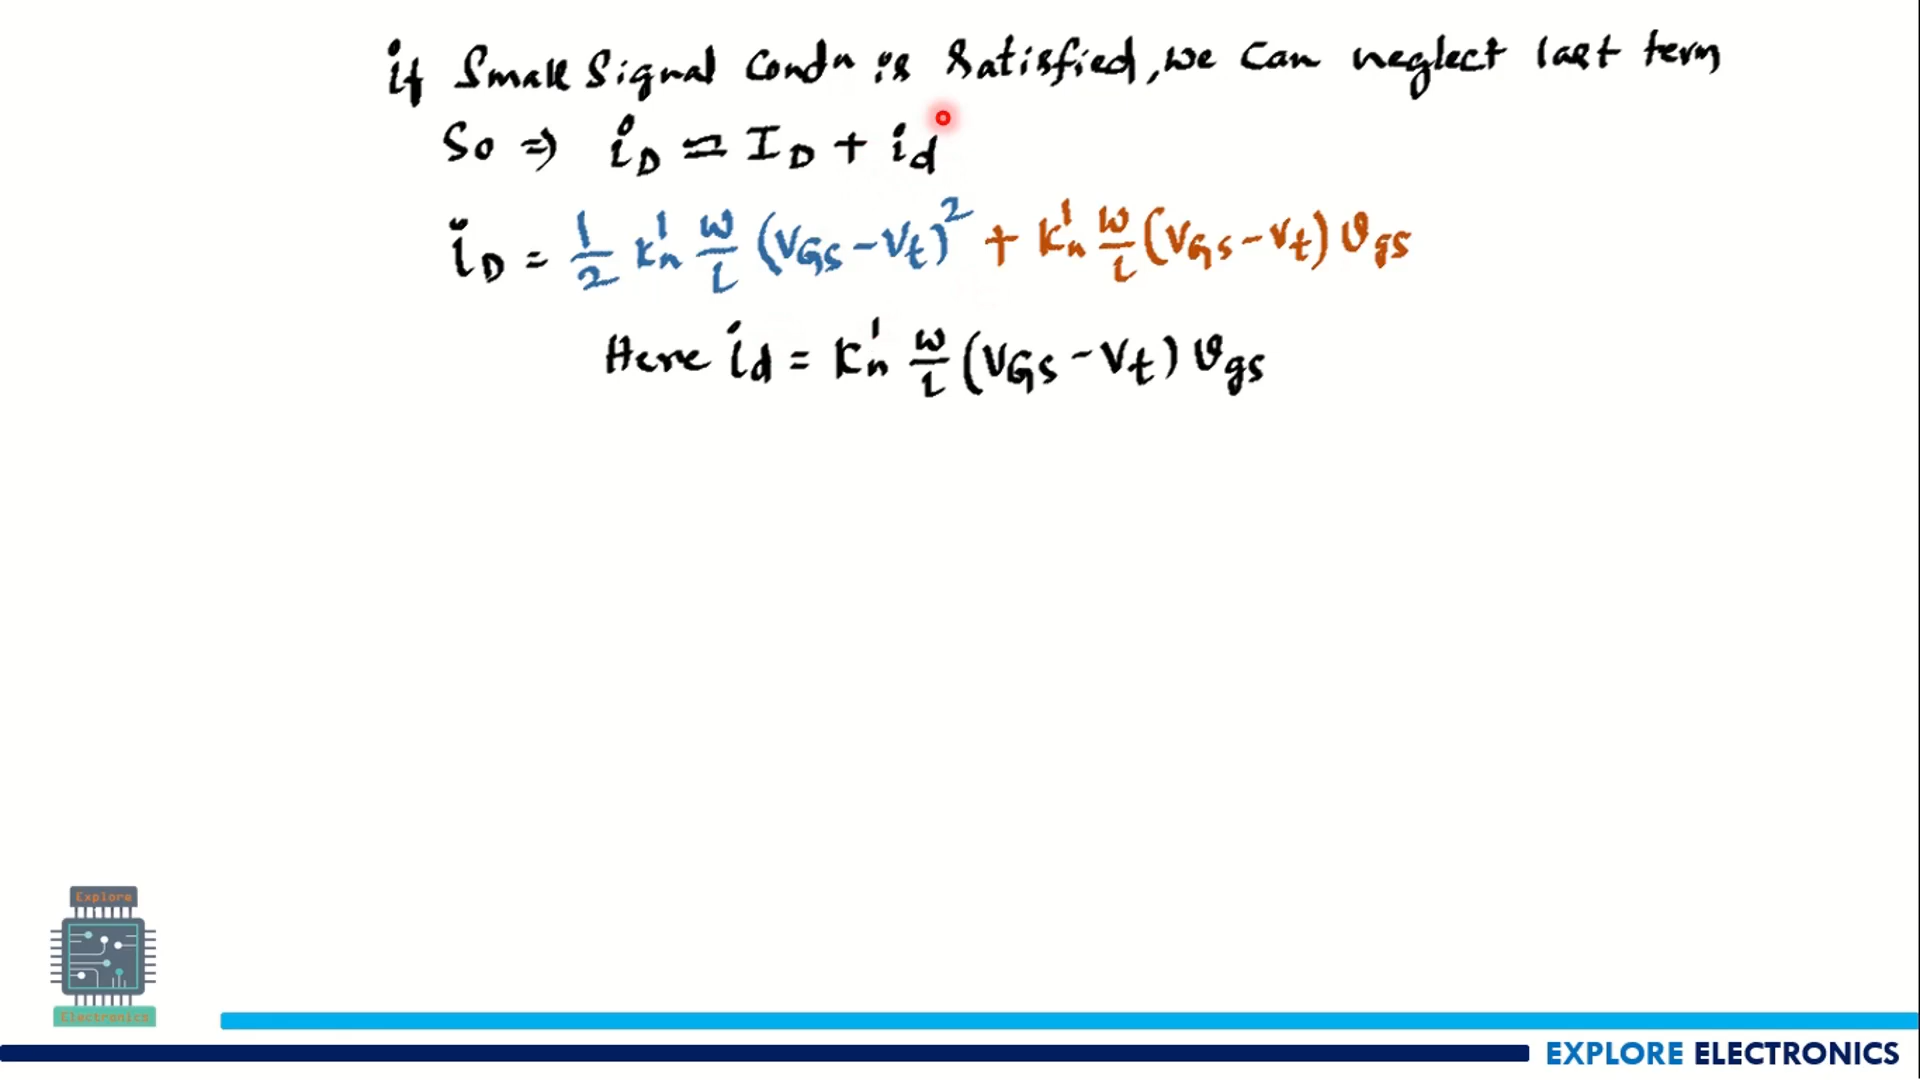 if Small Signal Condn is Satisfied, we can neglect last term
So ⇒ i_D ≃ I_D + i_d
i_D = 1/2 k'_n W/L (V_GS - V_t)^2 + k'_n W/L (V_GS - V_t) v_gs
Here i_d = k'_n W/L (V_GS - V_t) v_gs
Explore
Electronics
EXPLORE ELECTRONICS